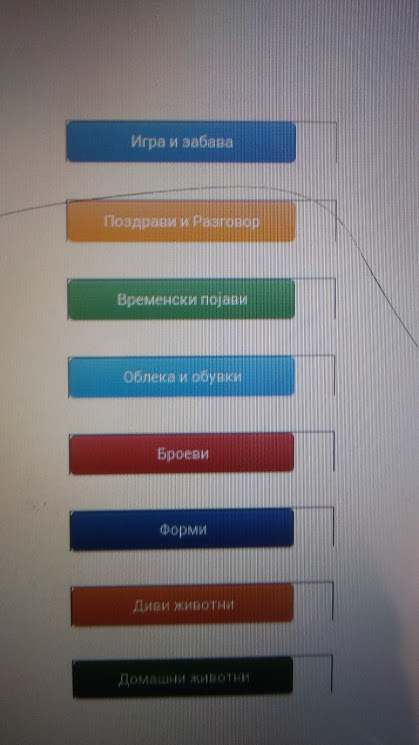 Игра и забава
Поздрави и Разговор
Временски појави
Облека и обувки
Броеви
Форми
Диви животни
Домашни животни